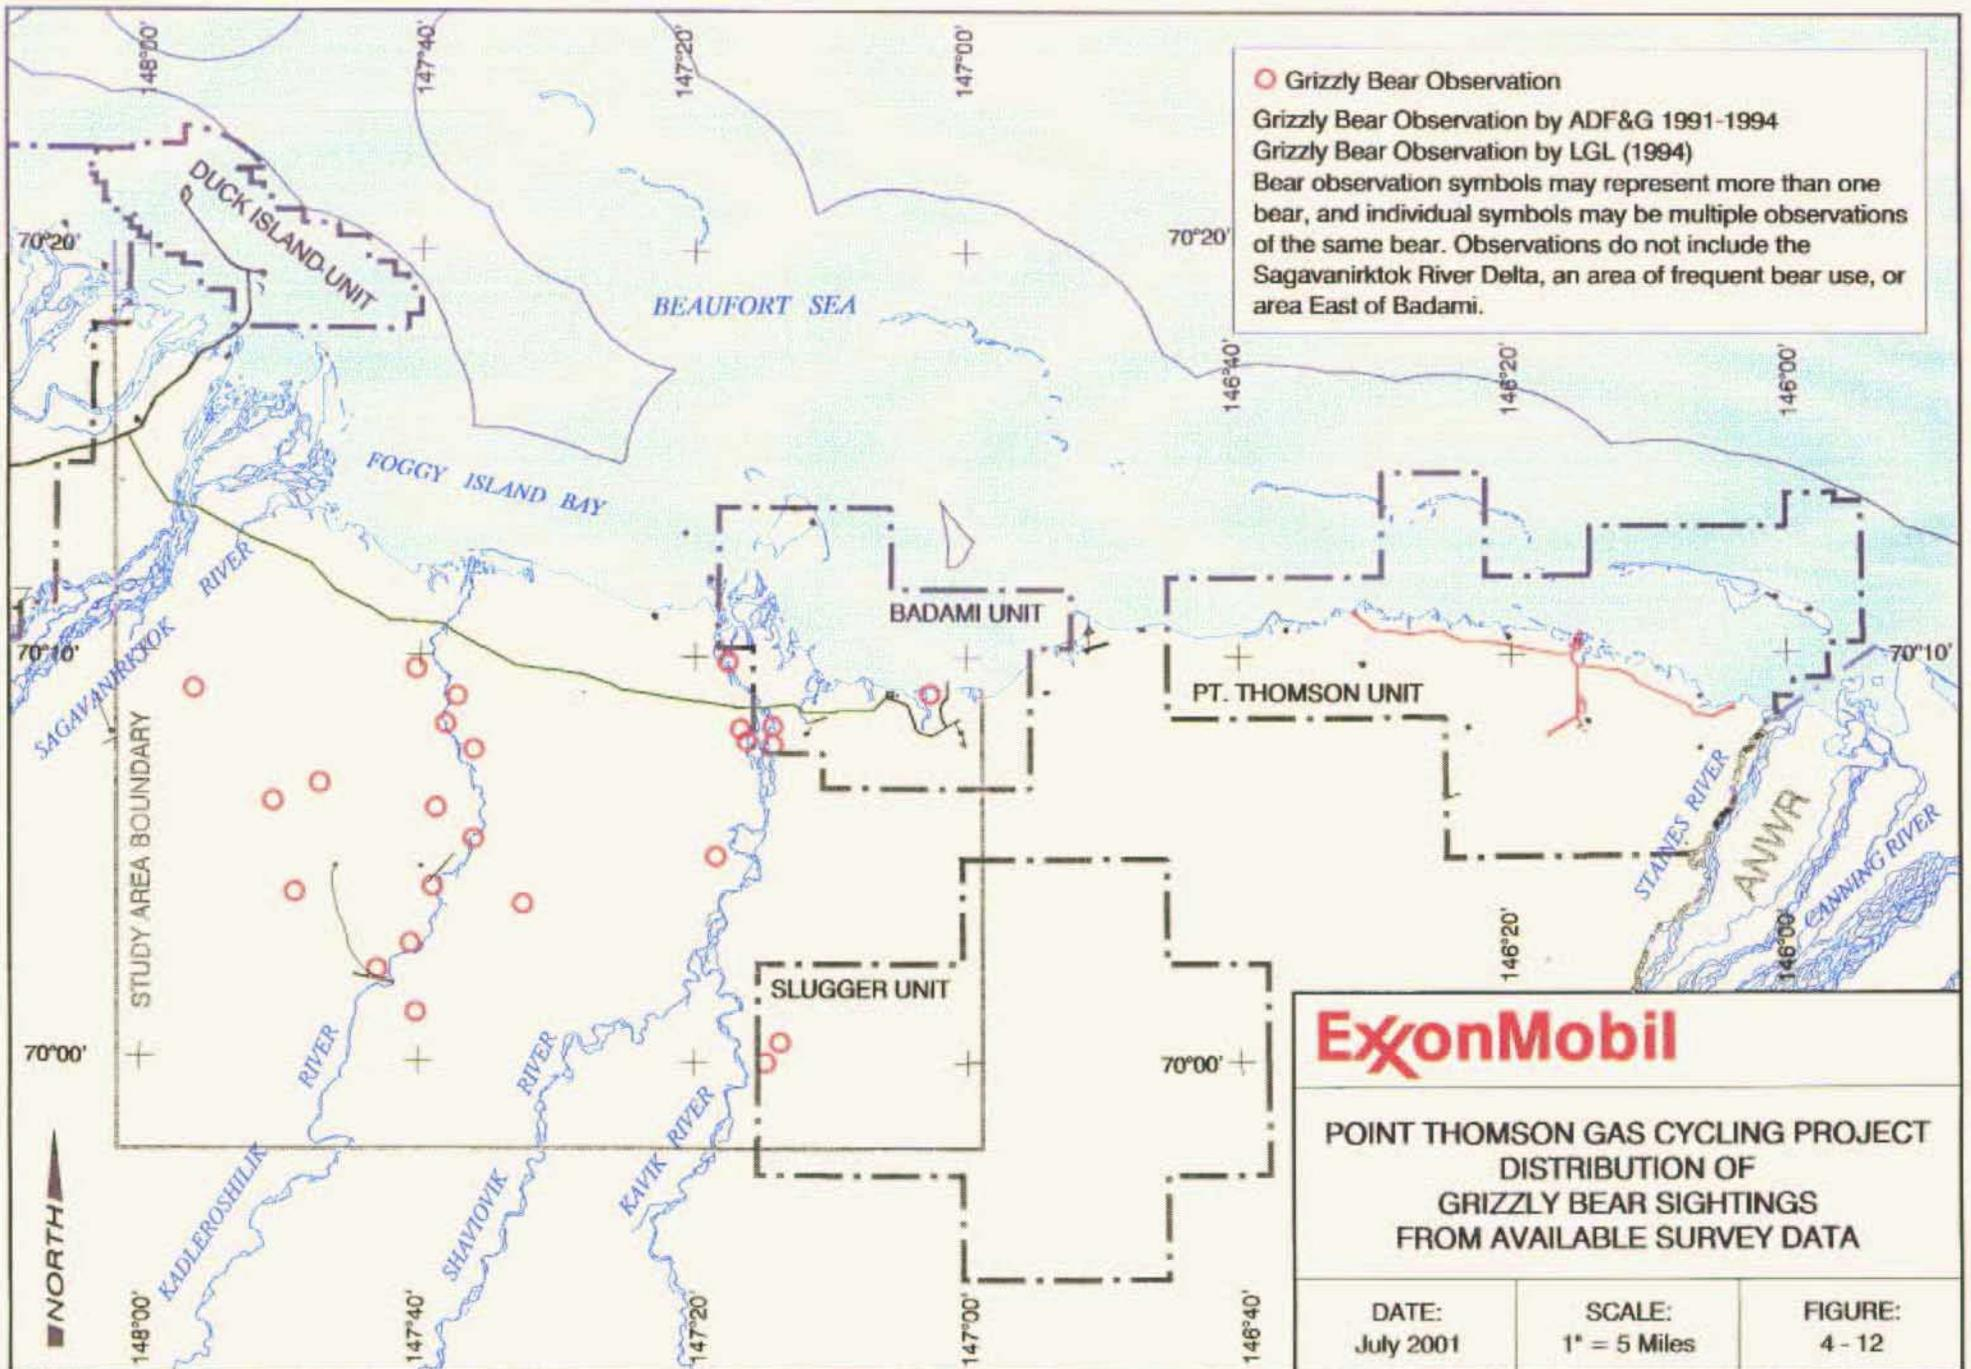 148°00'
147°40'
147°20'
147°00'
Grizzly Bear Observation
Grizzly Bear Observation by ADF&G 1991-1994
Grizzly Bear Observation by LGL (1994)
Bear observation symbols may represent more than one
bear, and individual symbols may be multiple observations
of the same bear. Observations do not include the
Sagavanirktok River Delta, an area of frequent bear use, or
area East of Badami.
DUCK ISLAND UNIT
70°20'
70°20'
BEAUFORT SEA
146°40'
146°20'
146°00'
FOGGY ISLAND BAY
SAGAVANIRKTOK RIVER
BADAMI UNIT
70°10'
70°10'
PT. THOMSON UNIT
STUDY AREA BOUNDARY
STAINES RIVER
ANWR
CANNING RIVER
146°20'
146°00'
SLUGGER UNIT
70°00'
70°00'
KADLEROSHILIK RIVER
SHAVIOVIK RIVER
KAVIK RIVER
NORTH
148°00'
147°40'
147°20'
147°00'
146°40'
ExxonMobil
POINT THOMSON GAS CYCLING PROJECT
DISTRIBUTION OF
GRIZZLY BEAR SIGHTINGS
FROM AVAILABLE SURVEY DATA
DATE:
July 2001
SCALE:
1" = 5 Miles
FIGURE:
4 - 12